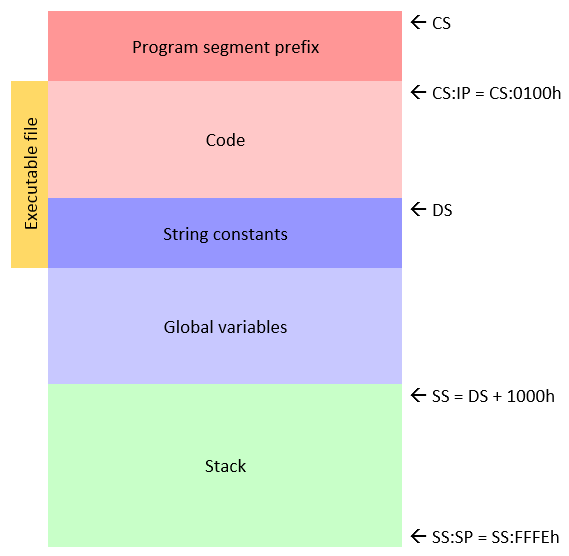 ← CS
Program segment prefix
← CS:IP = CS:0100h
Executable file
Code
← DS
String constants
Global variables
← SS = DS + 1000h
Stack
← SS:SP = SS:FFFEh